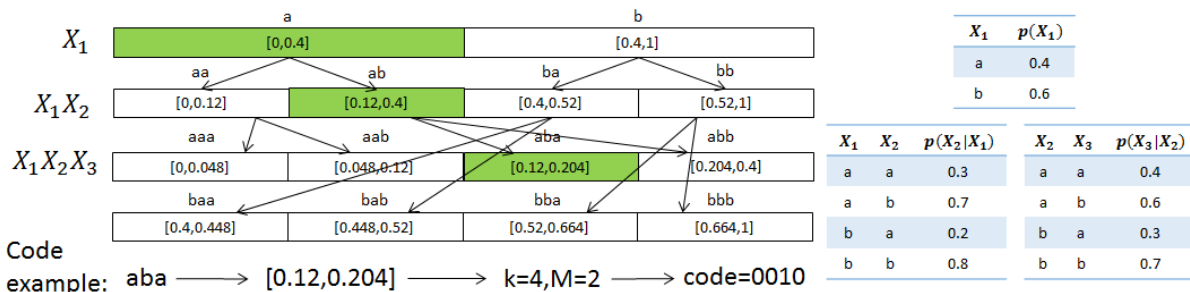 a b
X₁ [0,0.4] [0.4,1]
aa ab ba bb
X₁X₂ [0,0.12] [0.12,0.4] [0.4,0.52] [0.52,1]
aaa aab aba abb
X₁X₂X₃ [0,0.048] [0.048,0.12] [0.12,0.204] [0.204,0.4]
baa bab bba bbb
[0.4,0.448] [0.448,0.52] [0.52,0.664] [0.664,1]
Code
example: aba [0.12,0.204] k=4,M=2 code=0010
X₁ p(X₁)
a 0.4
b 0.6
X₁ X₂ p(X₂|X₁)
a a 0.3
a b 0.7
b a 0.2
b b 0.8
X₂ X₃ p(X₃|X₂)
a a 0.4
a b 0.6
b a 0.3
b b 0.7